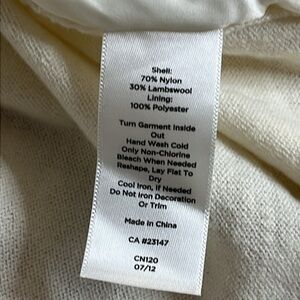 Shell:
70% Nylon
30% Lambswool
Lining:
100% Polyester
Turn Garment Inside
Out
Hand Wash Cold
Only Non-Chlorine
Bleach When Needed
Reshape, Lay Flat To
Dry
Cool Iron, If Needed
Do Not Iron Decoration
Or Trim
Made in China
CA #23147
CN120
07/12